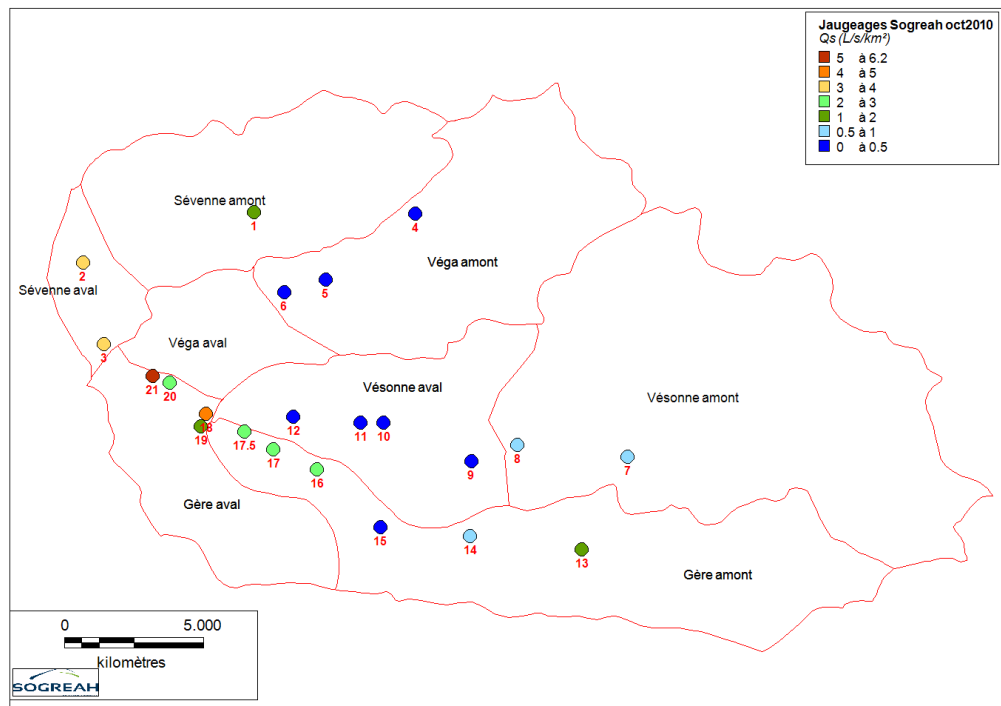 Jaugeages Sogreah oct2010
Qs (L/s/km²)
5 à 6.2
4 à 5
3 à 4
2 à 3
1 à 2
0.5 à 1
0 à 0.5
Sévenne amont
1
4
2
Véga amont
Sévenne aval
5
6
3
Véga aval
21
20
Vésonne aval
Vésonne amont
18
19
12
11
10
17.5
17
8
7
16
9
Gère aval
15
14
13
Gère amont
0 5.000
kilomètres
SOGREAH